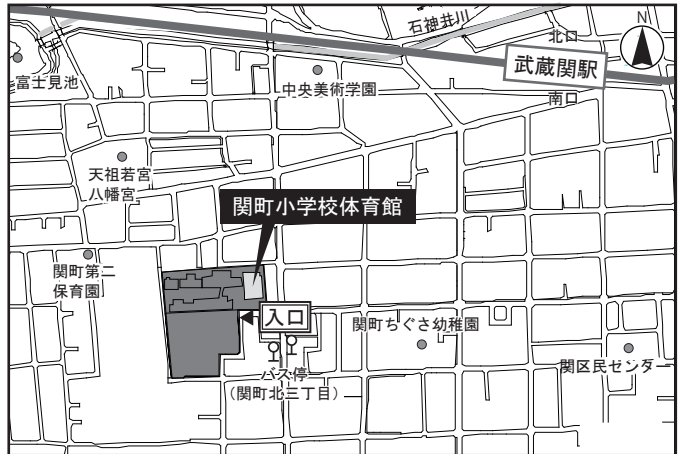 石神井川
北口
N
武蔵関駅
富士見池
中央美術学園
南口
天祖若宮
八幡宮
関町小学校体育館
関町第二
保育園
入口
関町ちぐさ幼稚園
バス停
(関町北三丁目)
関区民センター